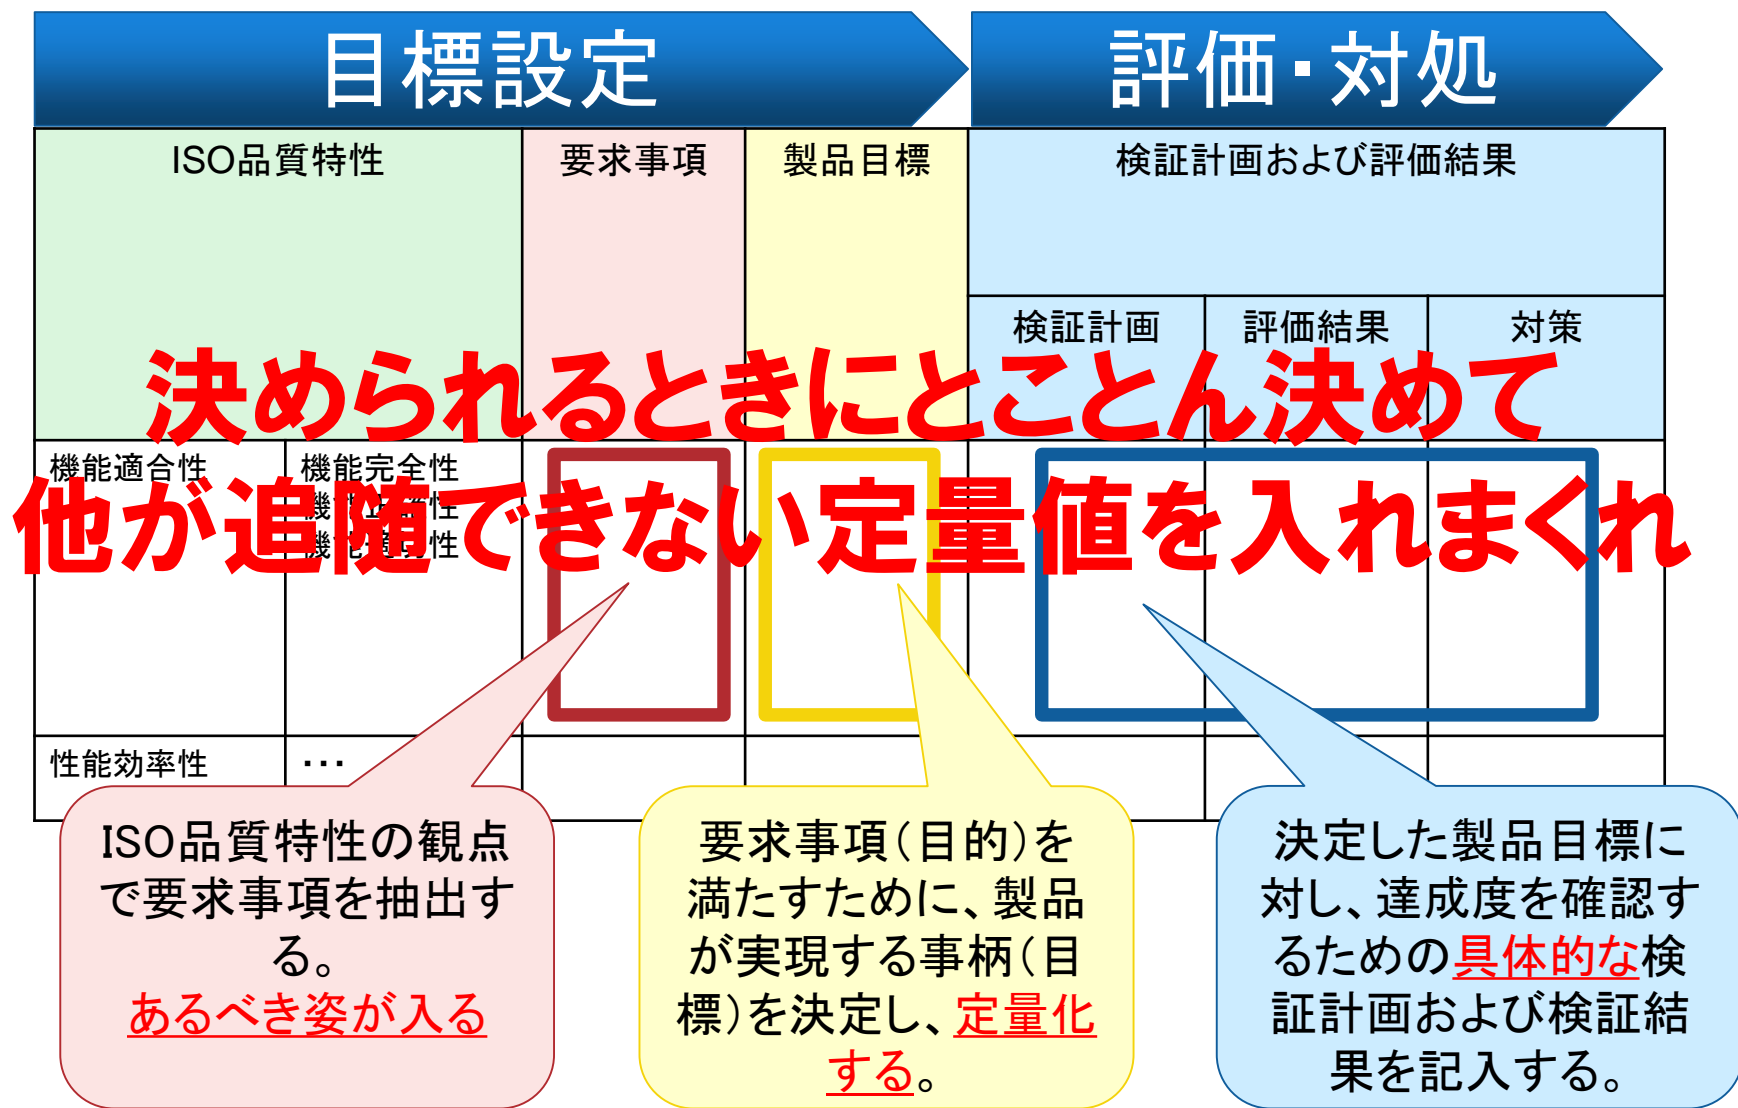 目標設定
評価・対処
ISO品質特性
要求事項
製品目標
検証計画および評価結果
検証計画
評価結果
対策
決められるときにとことん決めて
他が追随できない定量値を入れまくれ
機能適合性
機能完全性
機能正確性
機能適切性
性能効率性
・・・
ISO品質特性の観点
で要求事項を抽出す
る。
あるべき姿が入る
要求事項（目的）を
満たすために、製品
が実現する事柄（目
標）を決定し、定量化
する。
決定した製品目標に
対し、達成度を確認す
るための具体的な検
証計画および検証結
果を記入する。